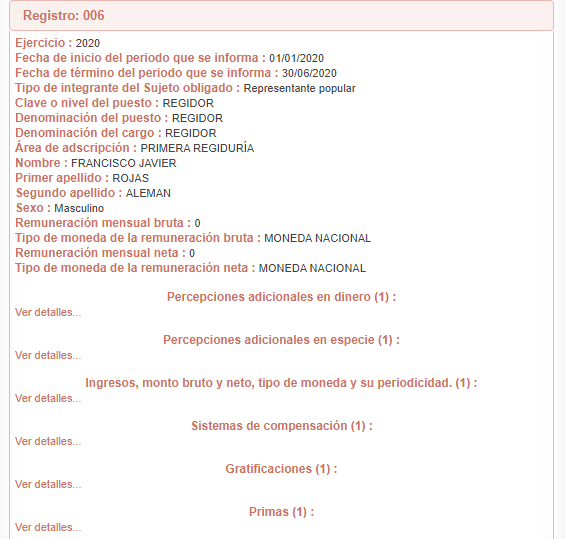 Registro: 006
Ejercicio : 2020
Fecha de inicio del periodo que se informa : 01/01/2020
Fecha de término del periodo que se informa : 30/06/2020
Tipo de integrante del Sujeto obligado : Representante popular
Clave o nivel del puesto : REGIDOR
Denominación del puesto : REGIDOR
Denominación del cargo : REGIDOR
Área de adscripción : PRIMERA REGIDURÍA
Nombre : FRANCISCO JAVIER
Primer apellido : ROJAS
Segundo apellido : ALEMAN
Sexo : Masculino
Remuneración mensual bruta : 0
Tipo de moneda de la remuneración bruta : MONEDA NACIONAL
Remuneración mensual neta : 0
Tipo de moneda de la remuneración neta : MONEDA NACIONAL
Percepciones adicionales en dinero (1) :
Ver detalles...
Percepciones adicionales en especie (1) :
Ver detalles...
Ingresos, monto bruto y neto, tipo de moneda y su periodicidad. (1) :
Ver detalles...
Sistemas de compensación (1) :
Ver detalles...
Gratificaciones (1) :
Ver detalles...
Primas (1) :
Ver detalles...